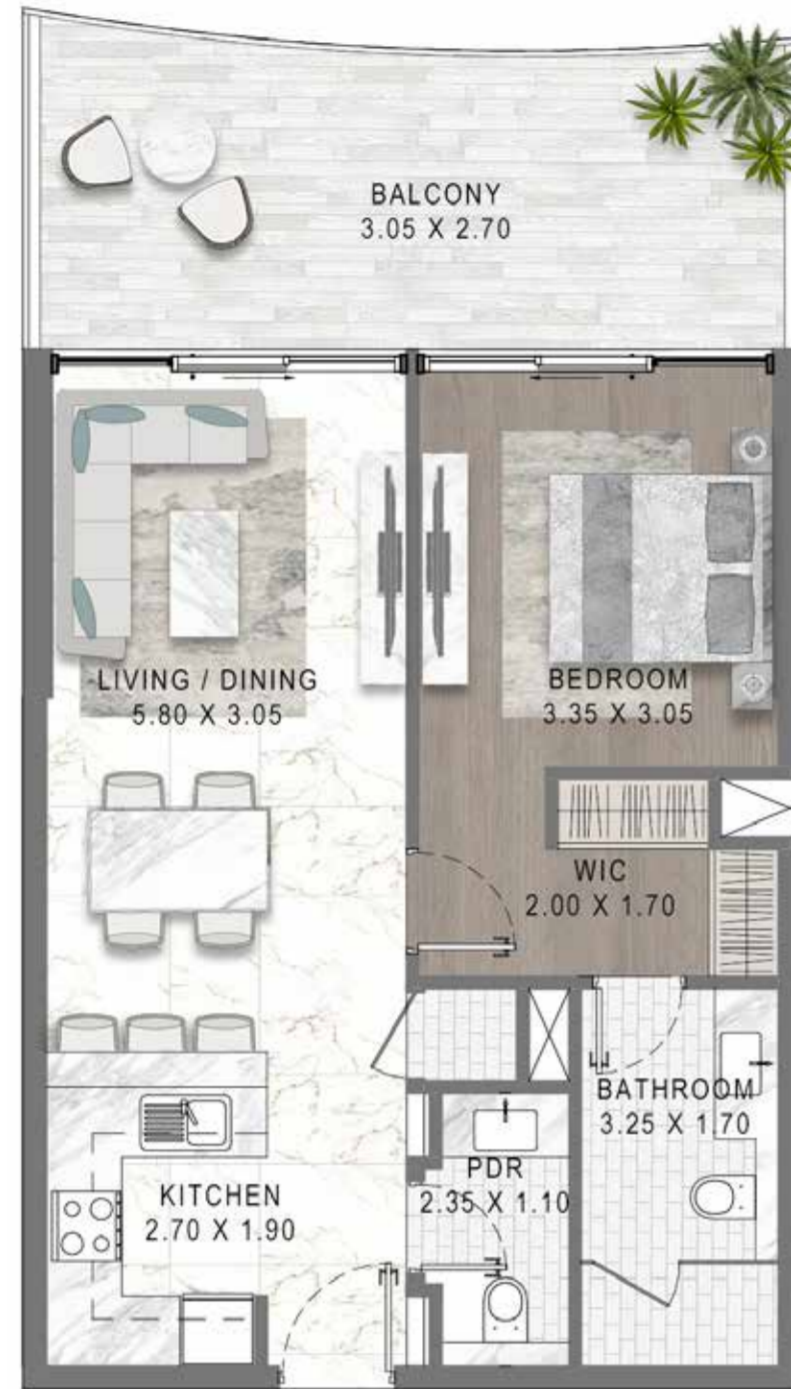 BALCONY
3.05 X 2.70
LIVING / DINING
5.80 X 3.05
BEDROOM
3.35 X 3.05
WIC
2.00 X 1.70
BATHROOM
3.25 X 1.70
PDR
2.35 X 1.10
KITCHEN
2.70 X 1.90